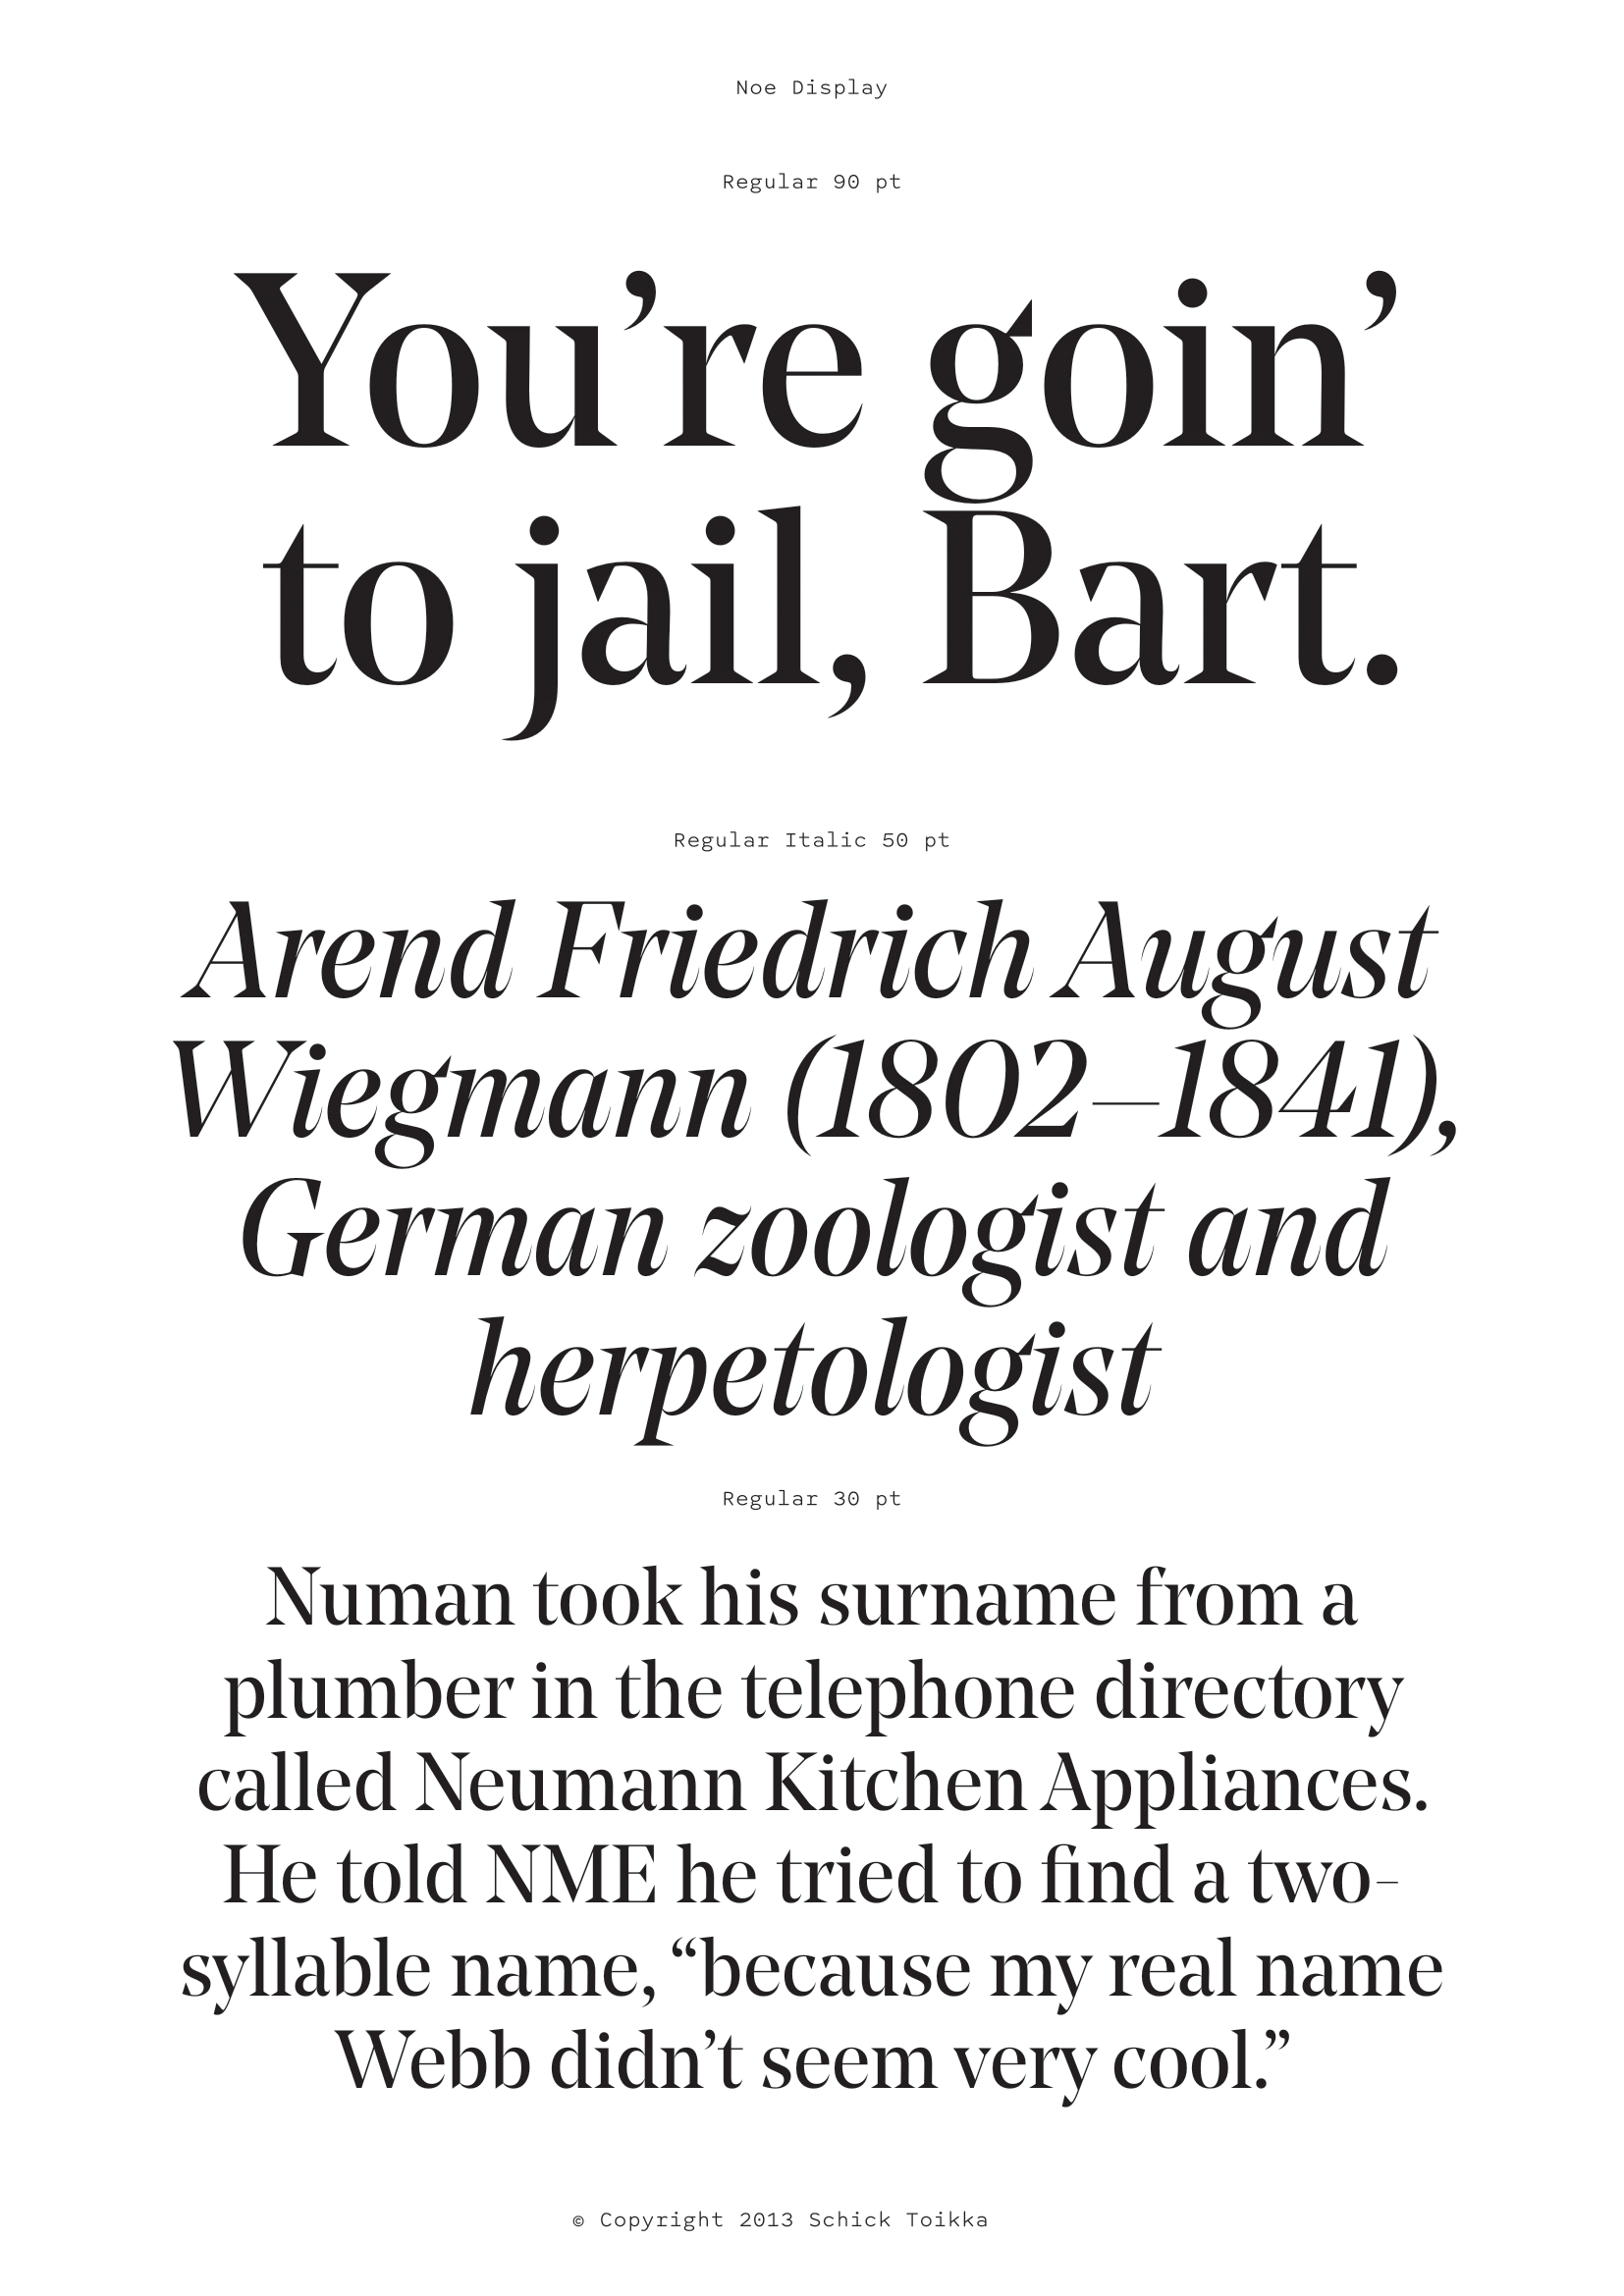 Noe Display
Regular 90 pt
You’re goin’
to jail, Bart.
Regular Italic 50 pt
Arend Friedrich August
Wiegmann (1802–1841),
German zoologist and
herpetologist
Regular 30 pt
Numan took his surname from a
plumber in the telephone directory
called Neumann Kitchen Appliances.
He told NME he tried to find a two-
syllable name, “because my real name
Webb didn’t seem very cool.”
© Copyright 2013 Schick Toikka